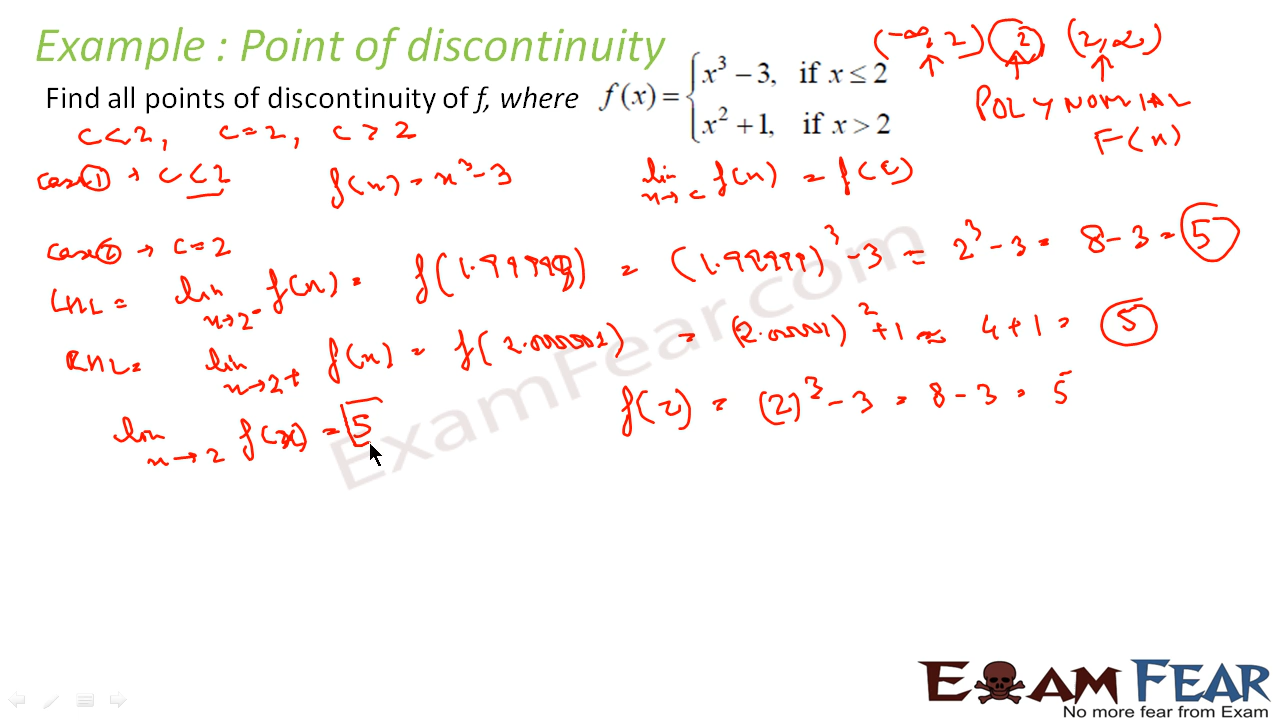 Example : Point of discontinuity
(-∞, 2) 2 (2, ∞)
Find all points of discontinuity of f, where f(x) = { x³ − 3, if x ≤ 2
x² + 1, if x > 2
POLYNOMIAL
F(x)
c < 2, c = 2, c > 2
case ① → c < 2 f(x) = x³ − 3 lim x→c f(x) = f(c)
case ② → c = 2
LHL = lim x→2⁻ f(x) = f(1.99999) = (1.99999)³ − 3 ≈ 2³ − 3 = 8 − 3 = 5
RHL = lim x→2+ f(x) = f(2.000001) = (2.00001)² + 1 ≈ 4 + 1 = 5
f(2) = (2)³ − 3 = 8 − 3 = 5
lim x→2 f(x) = 5
ExamFear.com
EXAM FEAR
No more fear from Exam